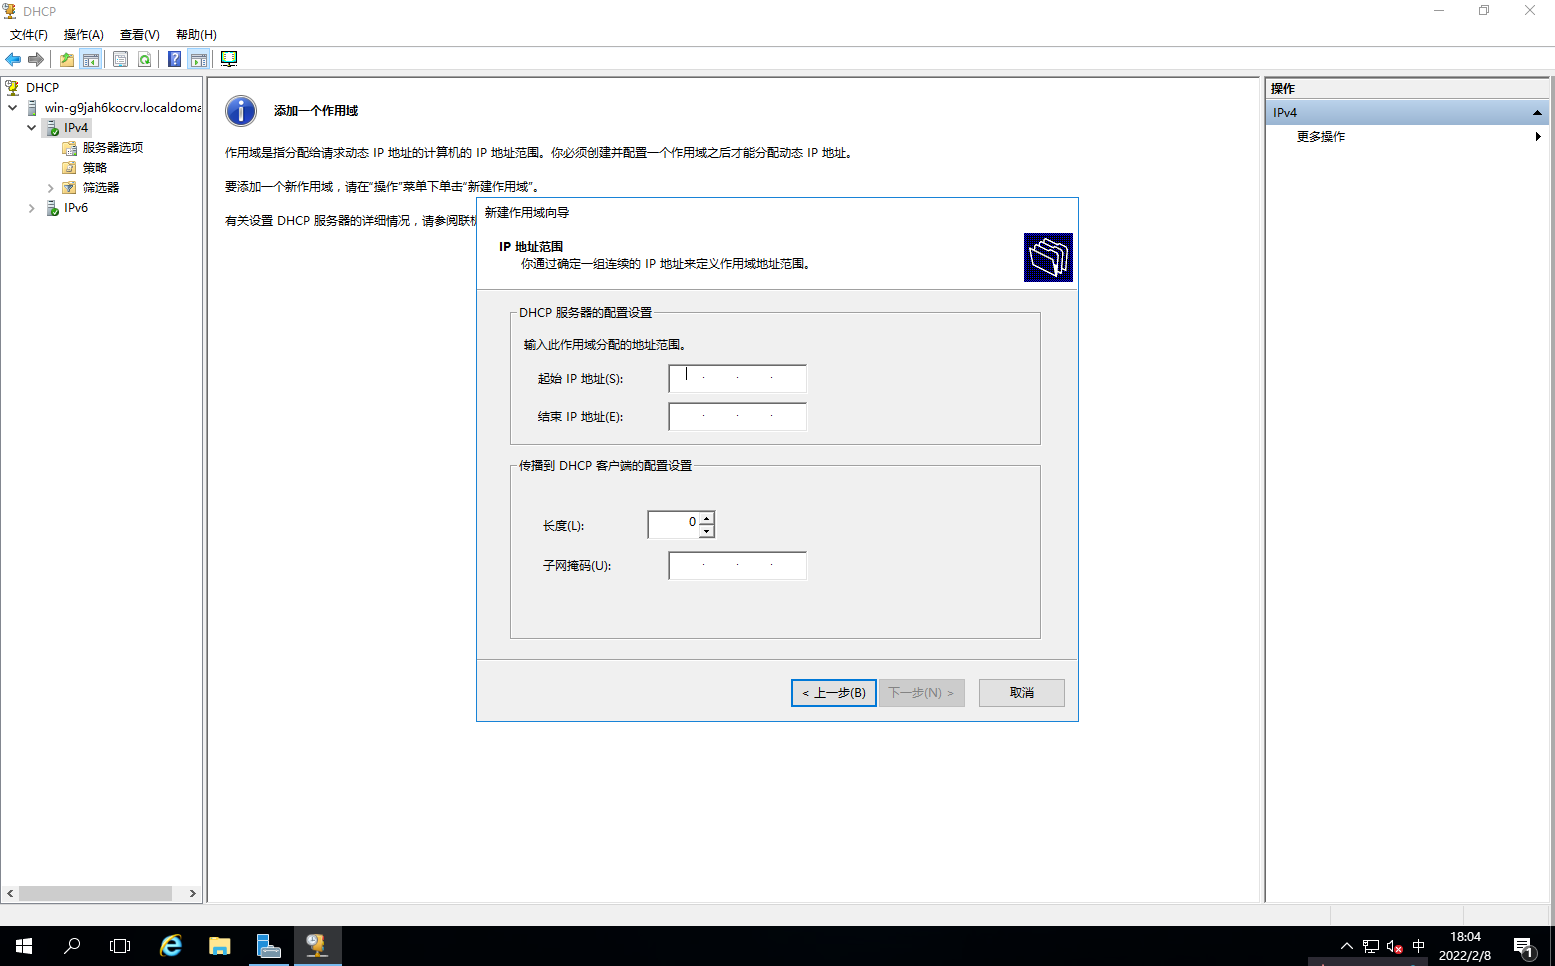 DHCP
文件(F) 操作(A) 查看(V) 帮助(H)
DHCP
win-g9jah6kocrv.localdoma
IPv4
服务器选项
策略
筛选器
IPv6
添加一个作用域
作用域是指分配给请求动态 IP 地址的计算机的 IP 地址范围。你必须创建并配置一个作用域之后才能分配动态 IP 地址。
要添加一个新作用域，请在“操作”菜单下单击“新建作用域”。
有关设置 DHCP 服务器的详细情况，请参阅联机
新建作用域向导
IP 地址范围
你通过确定一组连续的 IP 地址来定义作用域地址范围。
DHCP 服务器的配置设置
输入此作用域分配的地址范围。
起始 IP 地址(S):
结束 IP 地址(E):
传播到 DHCP 客户端的配置设置
长度(L): 0
子网掩码(U):
< 上一步(B) 下一步(N) > 取消
操作
IPv4
更多操作
中
18:04
2022/2/8
1